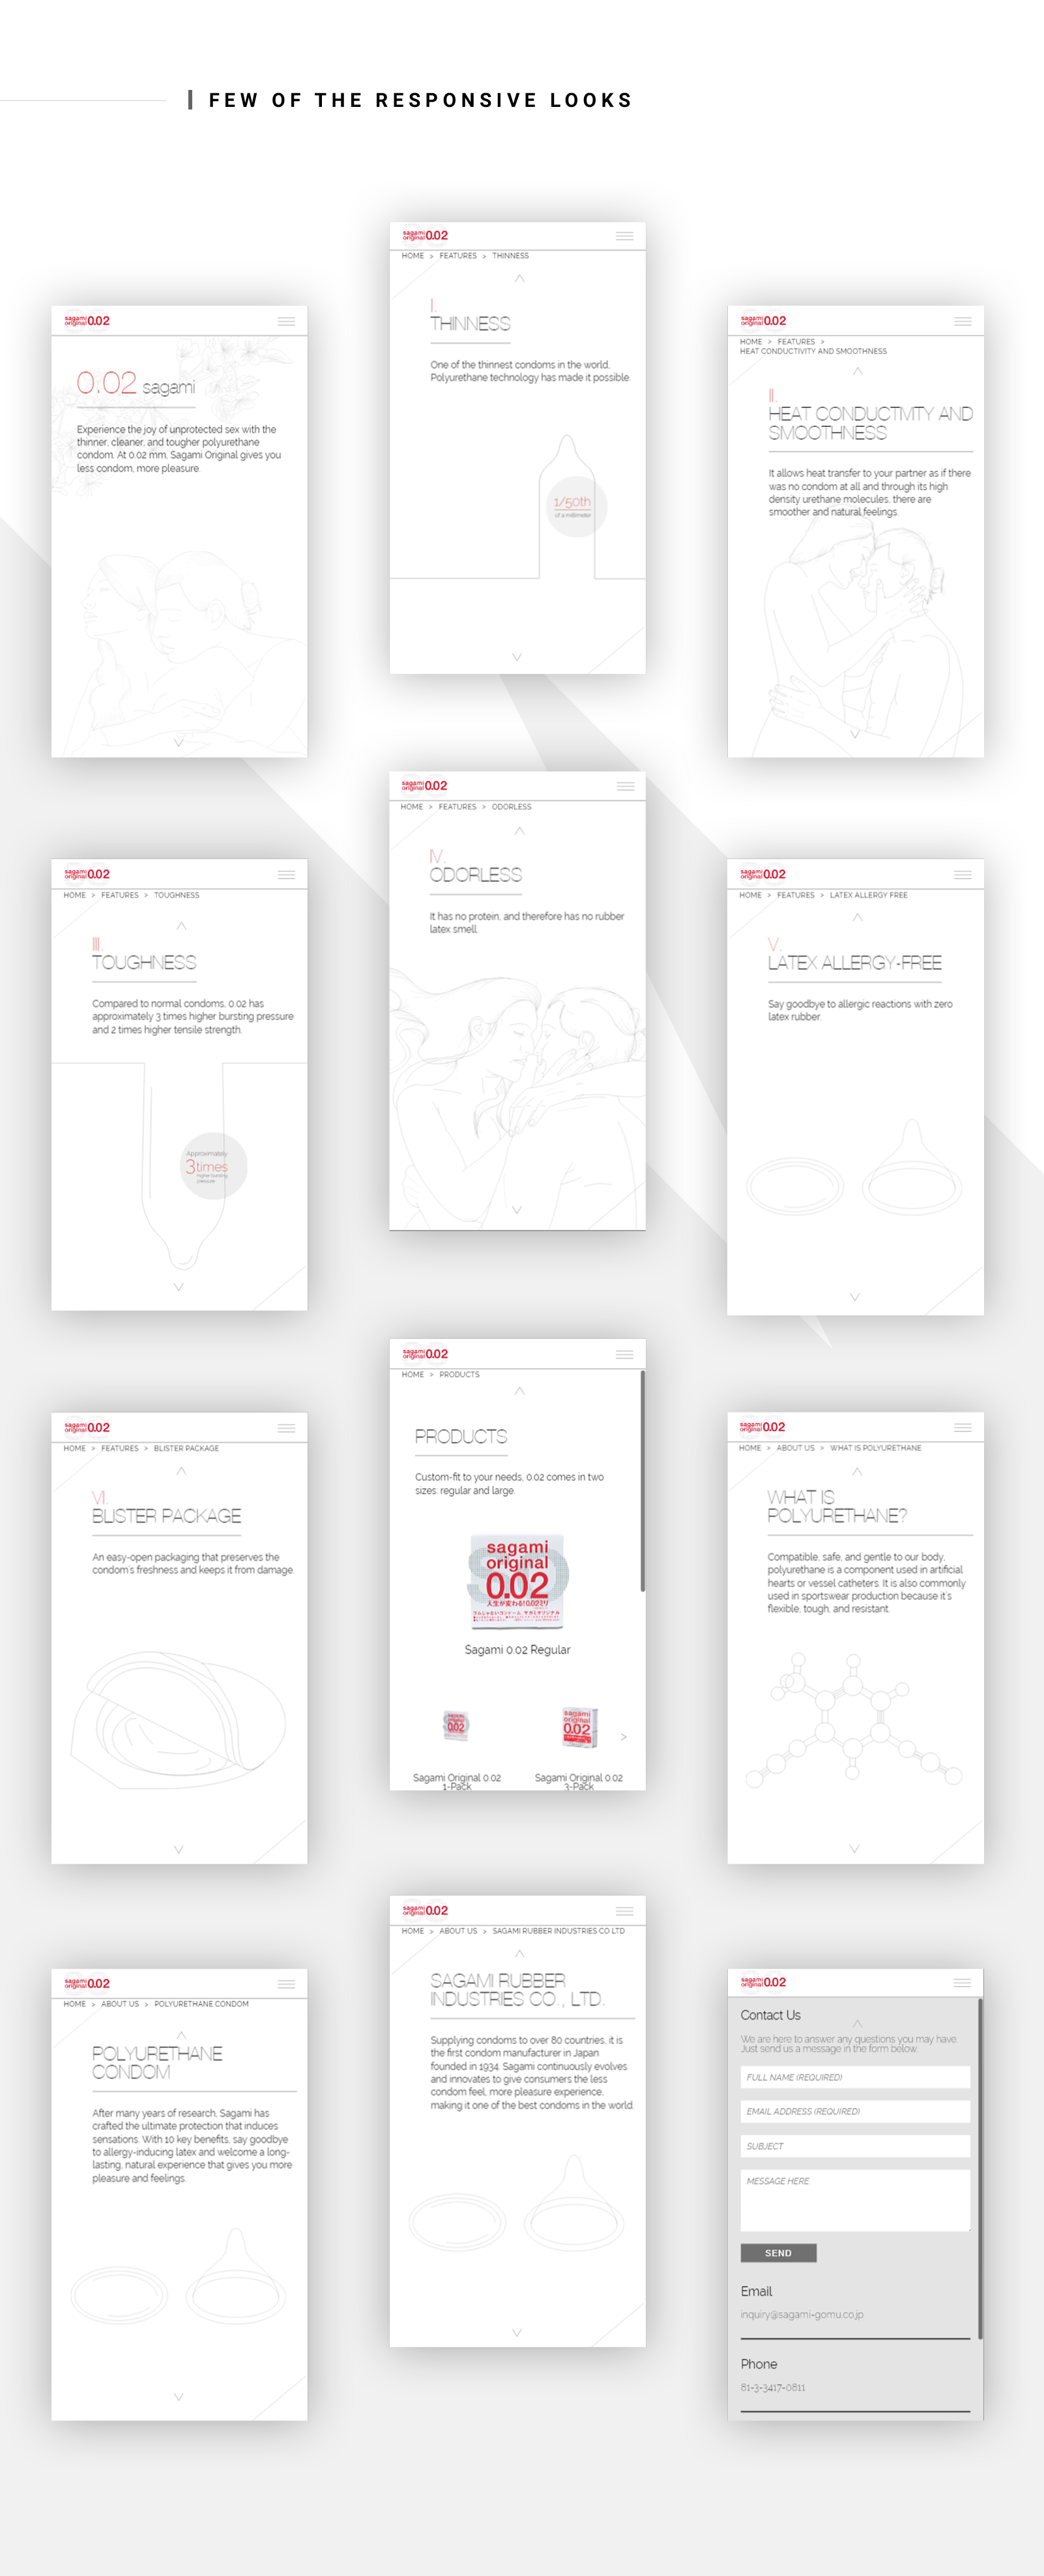 FEW OF THE RESPONSIVE LOOKS
sagami original 0.02
HOME > FEATURES > THINNESS
I.
THINNESS
One of the thinnest condoms in the world,
Polyurethane technology has made it possible.
1/50th
of a millimeter
sagami original 0.02
0.02 sagami
Experience the joy of unprotected sex with the
thinner, cleaner, and tougher polyurethane
condom. At 0.02 mm, Sagami Original gives you
less condom, more pleasure.
sagami original 0.02
HOME > FEATURES >
HEAT CONDUCTIVITY AND SMOOTHNESS
II.
HEAT CONDUCTIVITY AND
SMOOTHNESS
It allows heat transfer to your partner as if there
was no condom at all and through its high
density urethane molecules, there are
smoother and natural feelings.
sagami original 0.02
HOME > FEATURES > ODORLESS
IV.
ODORLESS
It has no protein, and therefore has no rubber
latex smell.
sagami original 0.02
HOME > FEATURES > TOUGHNESS
III.
TOUGHNESS
Compared to normal condoms, 0.02 has
approximately 3 times higher bursting pressure
and 2 times higher tensile strength.
Approximately
3 times
higher bursting
pressure
sagami original 0.02
HOME > FEATURES > LATEX ALLERGY FREE
V.
LATEX ALLERGY-FREE
Say goodbye to allergic reactions with zero
latex rubber.
sagami original 0.02
HOME > PRODUCTS
PRODUCTS
Custom-fit to your needs, 0.02 comes in two
sizes: regular and large.
sagami
original
0.02
人生が変わる0.02ミリ
Sagami 0.02 Regular
sagami
original
0.02
sagami
original
0.02
>
Sagami Original 0.02
1-Pack
Sagami Original 0.02
3-Pack
sagami original 0.02
HOME > FEATURES > BLISTER PACKAGE
VI.
BLISTER PACKAGE
An easy-open packaging that preserves the
condom's freshness and keeps it from damage.
sagami original 0.02
HOME > ABOUT US > WHAT IS POLYURETHANE
WHAT IS
POLYURETHANE?
Compatible, safe, and gentle to our body,
polyurethane is a component used in artificial
hearts or vessel catheters. It is also commonly
used in sportswear production because it's
flexible, tough, and resistant.
sagami original 0.02
HOME > ABOUT US > SAGAMI RUBBER INDUSTRIES CO LTD
SAGAMI RUBBER
INDUSTRIES CO., LTD.
Supplying condoms to over 80 countries, it is
the first condom manufacturer in Japan
founded in 1934. Sagami continuously evolves
and innovates to give consumers the less
condom feel, more pleasure experience,
making it one of the best condoms in the world.
sagami original 0.02
HOME > ABOUT US > POLYURETHANE CONDOM
POLYURETHANE
CONDOM
After many years of research, Sagami has
crafted the ultimate protection that induces
sensations. With 10 key benefits, say goodbye
to allergy-inducing latex and welcome a long-
lasting, natural experience that gives you more
pleasure and feelings.
sagami original 0.02
Contact Us
We are here to answer any questions you may have.
Just send us a message in the form below.
FULL NAME (REQUIRED)
EMAIL ADDRESS (REQUIRED)
SUBJECT
MESSAGE HERE
SEND
Email
inquiry@sagami-gomu.co.jp
Phone
81-3-3417-0811